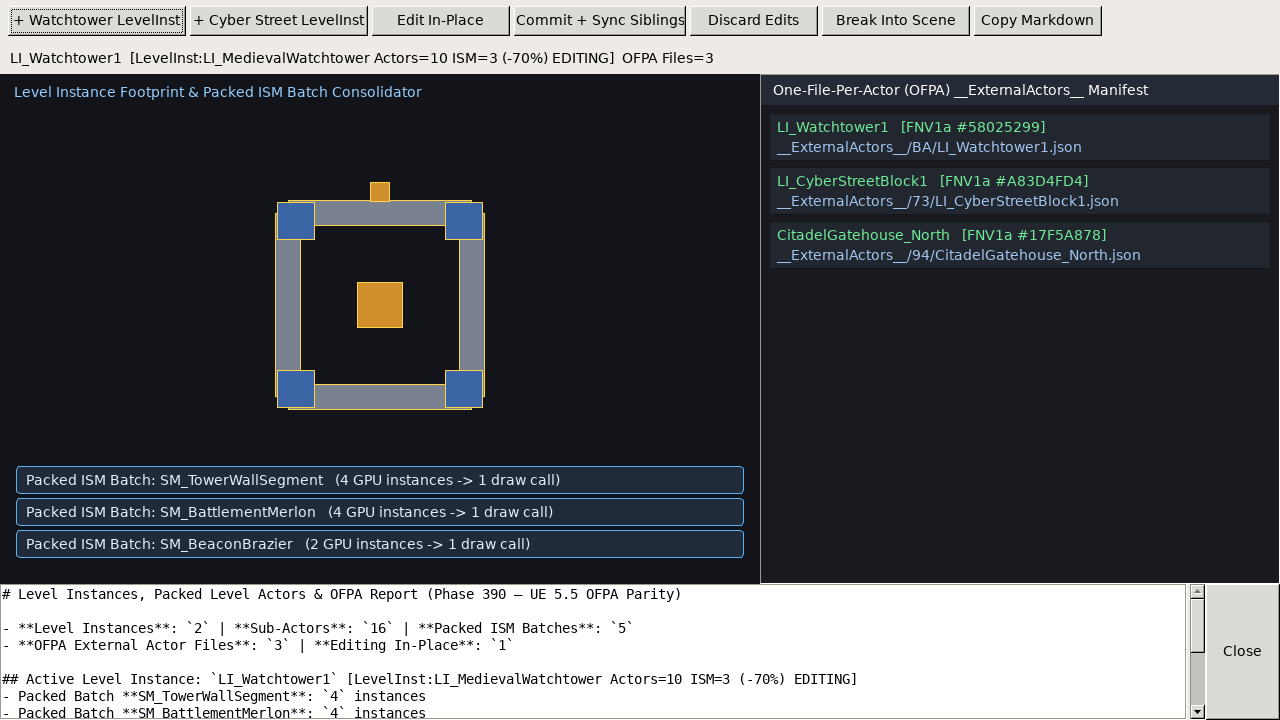 + Watchtower LevelInst
+ Cyber Street LevelInst
Edit In-Place
Commit + Sync Siblings
Discard Edits
Break Into Scene
Copy Markdown
LI_Watchtower1  [LevelInst:LI_MedievalWatchtower Actors=10 ISM=3 (-70%) EDITING]  OFPA Files=3
Level Instance Footprint & Packed ISM Batch Consolidator
Packed ISM Batch: SM_TowerWallSegment   (4 GPU instances -> 1 draw call)
Packed ISM Batch: SM_BattlementMerlon   (4 GPU instances -> 1 draw call)
Packed ISM Batch: SM_BeaconBrazier   (2 GPU instances -> 1 draw call)
One-File-Per-Actor (OFPA) __ExternalActors__ Manifest
LI_Watchtower1   [FNV1a #58025299]
__ExternalActors__/BA/LI_Watchtower1.json
LI_CyberStreetBlock1   [FNV1a #A83D4FD4]
__ExternalActors__/73/LI_CyberStreetBlock1.json
CitadelGatehouse_North   [FNV1a #17F5A878]
__ExternalActors__/94/CitadelGatehouse_North.json
# Level Instances, Packed Level Actors & OFPA Report (Phase 390 — UE 5.5 OFPA Parity)
- **Level Instances**: `2` | **Sub-Actors**: `16` | **Packed ISM Batches**: `5`
- **OFPA External Actor Files**: `3` | **Editing In-Place**: `1`
## Active Level Instance: `LI_Watchtower1` [LevelInst:LI_MedievalWatchtower Actors=10 ISM=3 (-70%) EDITING]
- Packed Batch **SM_TowerWallSegment**: `4` instances
- Packed Batch **SM_BattlementMerlon**: `4` instances
Close